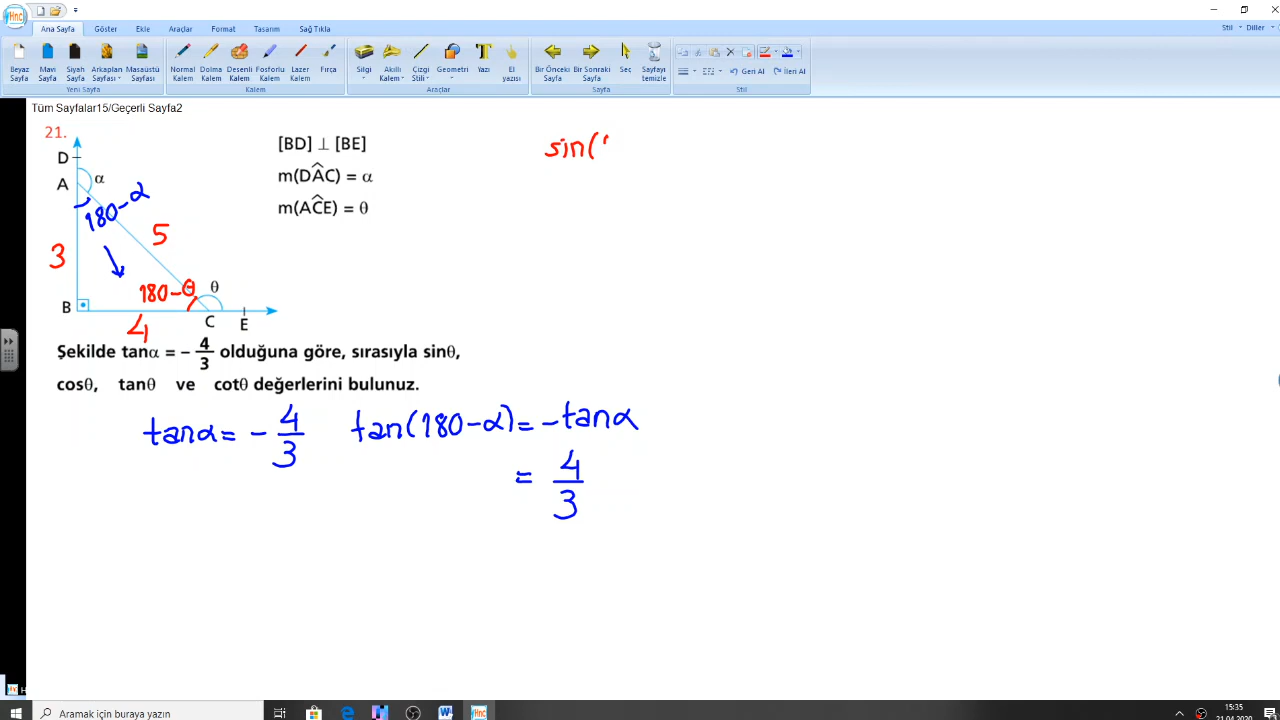 Ana Sayfa Göster Ekle Araçlar Format Tasarım Sağ Tıkla
Stil Diller
Beyaz Sayfa Mavi Sayfa Siyah Sayfa Arkaplan Sayfası Masaüstü Sayfası
Normal Kalem Dolma Kalem Desenli Kalem Fosforlu Kalem Lazer Kalem Fırça
Silgi Akıllı Kalem Çizgi Stili Geometri Yazı El yazısı
Bir Önceki Sayfa Bir Sonraki Sayfa Seç Sayfayı temizle
Geri Al İleri Al
Yeni Sayfa Kalem Araçlar Sayfa Stil
Tüm Sayfalar15/Geçerli Sayfa2
21.
D
A α
180-α
3
5
180-θ θ
B
4
C E
[BD] ⊥ [BE]
m(DÂC) = α
m(AĈE) = θ
sin(
Şekilde tanα = - 4/3 olduğuna göre, sırasıyla sinθ,
cosθ, tanθ ve cotθ değerlerini bulunuz.
tanα = - 4/3 tan(180-α) = -tanα
= 4/3
Aramak için buraya yazın
15:35
21.04.2020